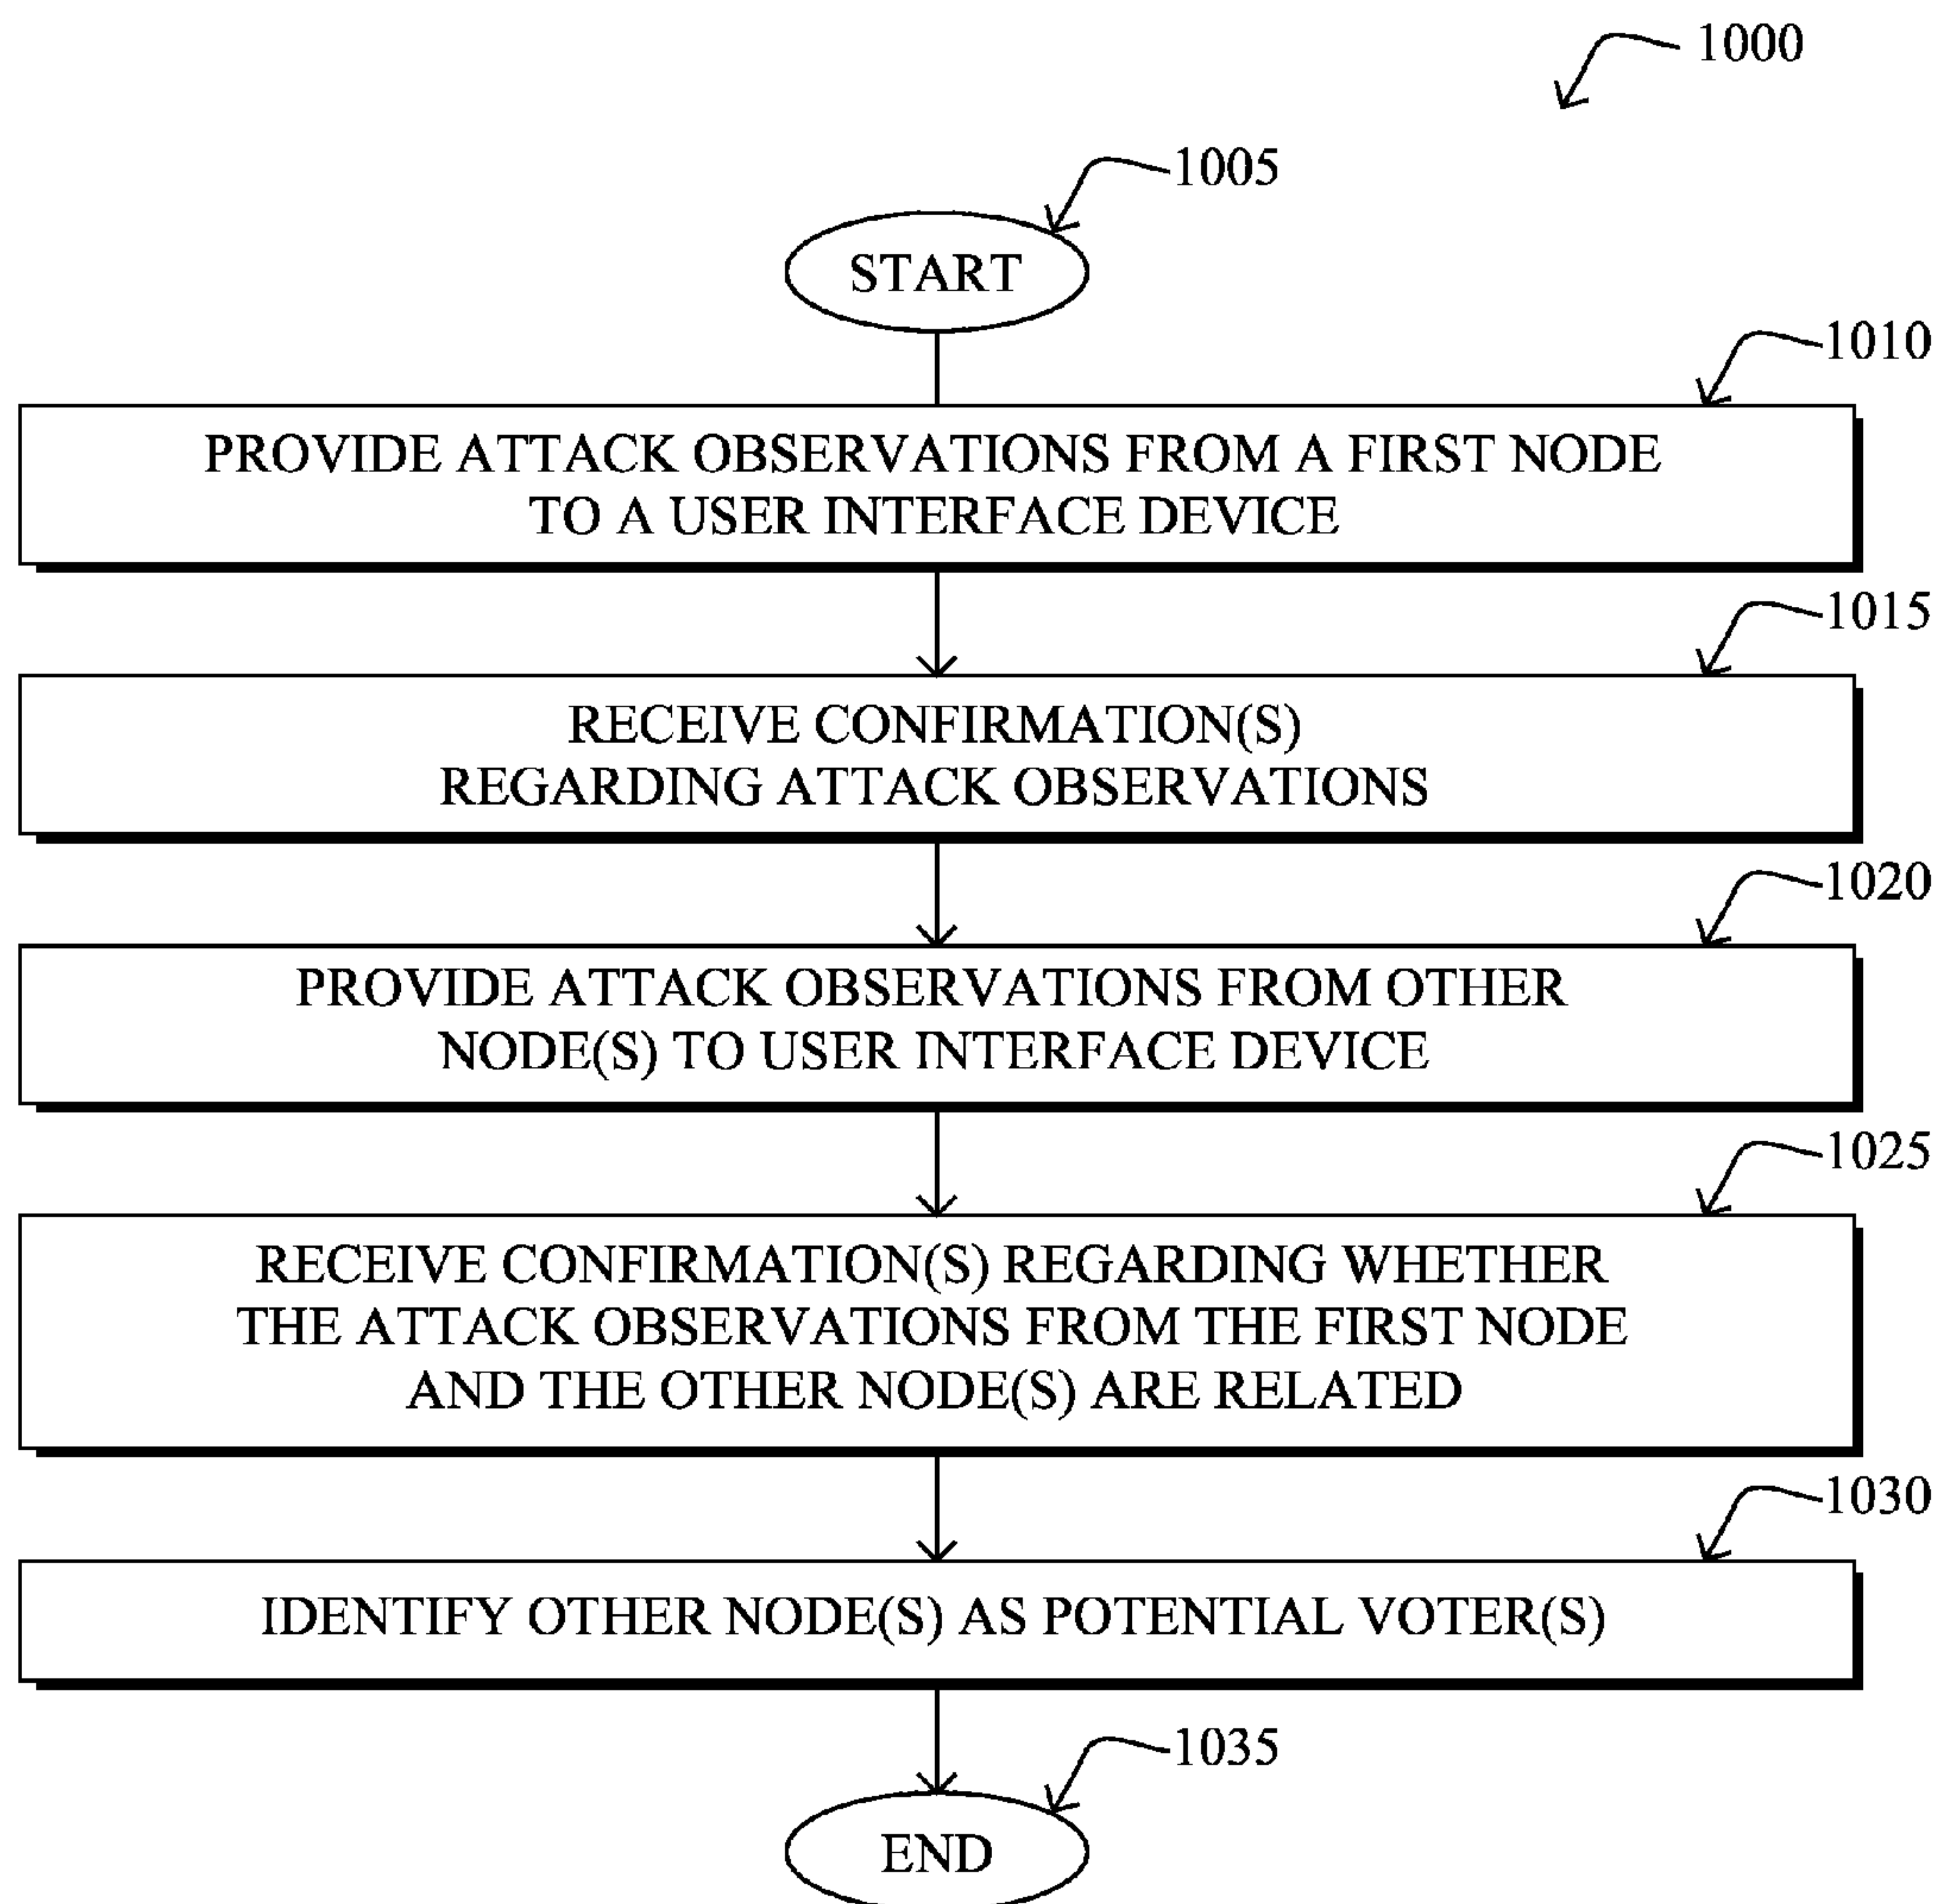 1000
1005
START
1010
PROVIDE ATTACK OBSERVATIONS FROM A FIRST NODE
TO A USER INTERFACE DEVICE
1015
RECEIVE CONFIRMATION(S)
REGARDING ATTACK OBSERVATIONS
1020
PROVIDE ATTACK OBSERVATIONS FROM OTHER
NODE(S) TO USER INTERFACE DEVICE
1025
RECEIVE CONFIRMATION(S) REGARDING WHETHER
THE ATTACK OBSERVATIONS FROM THE FIRST NODE
AND THE OTHER NODE(S) ARE RELATED
1030
IDENTIFY OTHER NODE(S) AS POTENTIAL VOTER(S)
1035
END